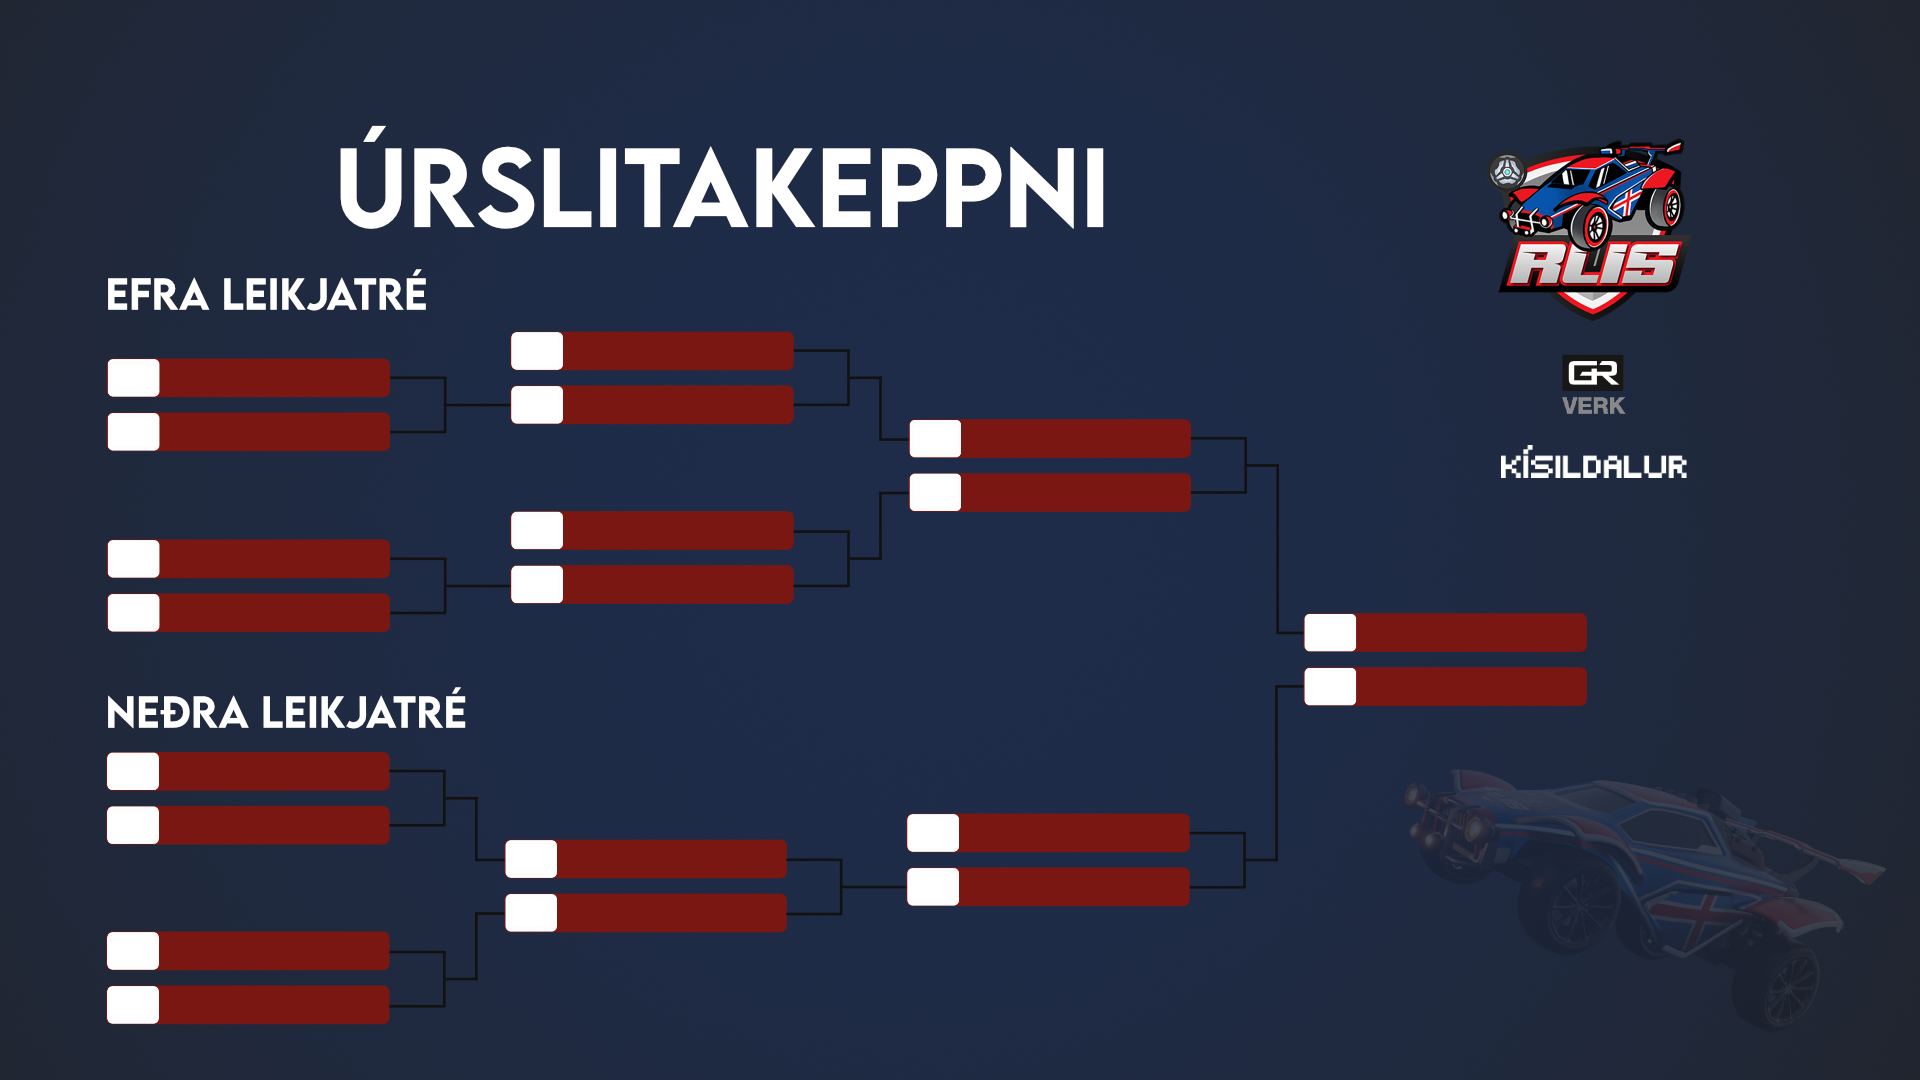 ÚRSLITAKEPPNI
EFRA LEIKJATRÉ
NEÐRA LEIKJATRÉ
RLIS
GR
VERK
KÍSILDALUR